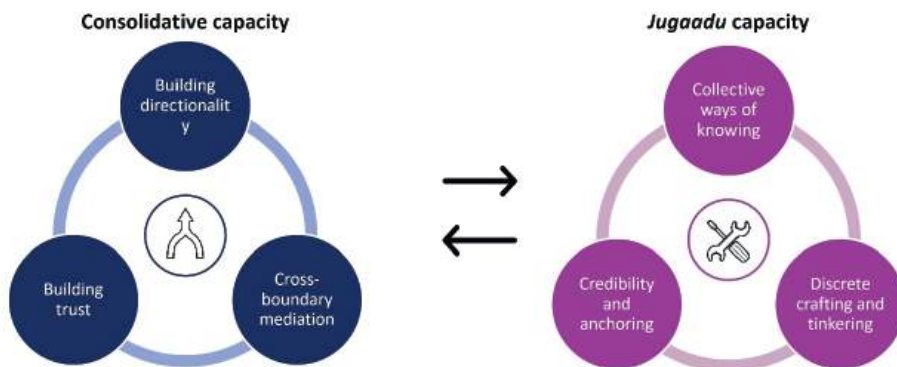 Consolidative capacity
Jugaadu capacity
Building
directionalit
y
Building
trust
Cross-
boundary
mediation
Collective
ways of
knowing
Credibility
and
anchoring
Discrete
crafting and
tinkering